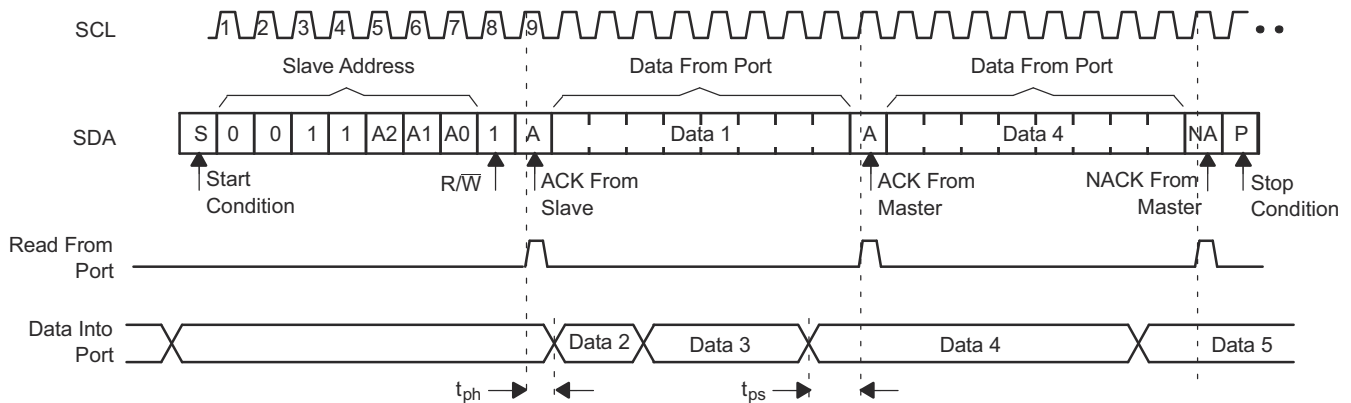 SCL 1 2 3 4 5 6 7 8 9
Slave Address Data From Port Data From Port
SDA S 0 0 1 1 A2 A1 A0 1 A Data 1 A Data 4 NA P
Start
Condition
R/W̅
ACK From
Slave
ACK From
Master
NACK From
Master
Stop
Condition
Read From
Port
Data Into
Port
Data 2 Data 3 Data 4 Data 5
tph tps